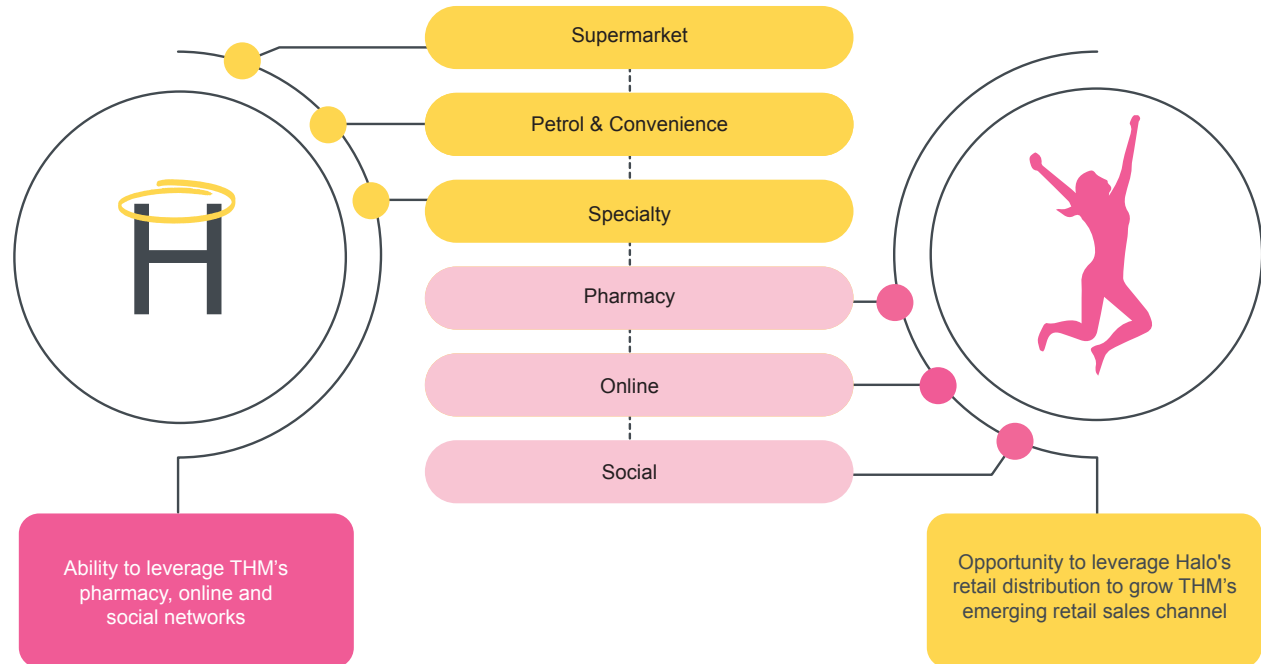 Supermarket
Petrol & Convenience
Specialty
Pharmacy
Online
Social
Ability to leverage THM’s
pharmacy, online and
social networks
Opportunity to leverage Halo's
retail distribution to grow THM’s
emerging retail sales channel